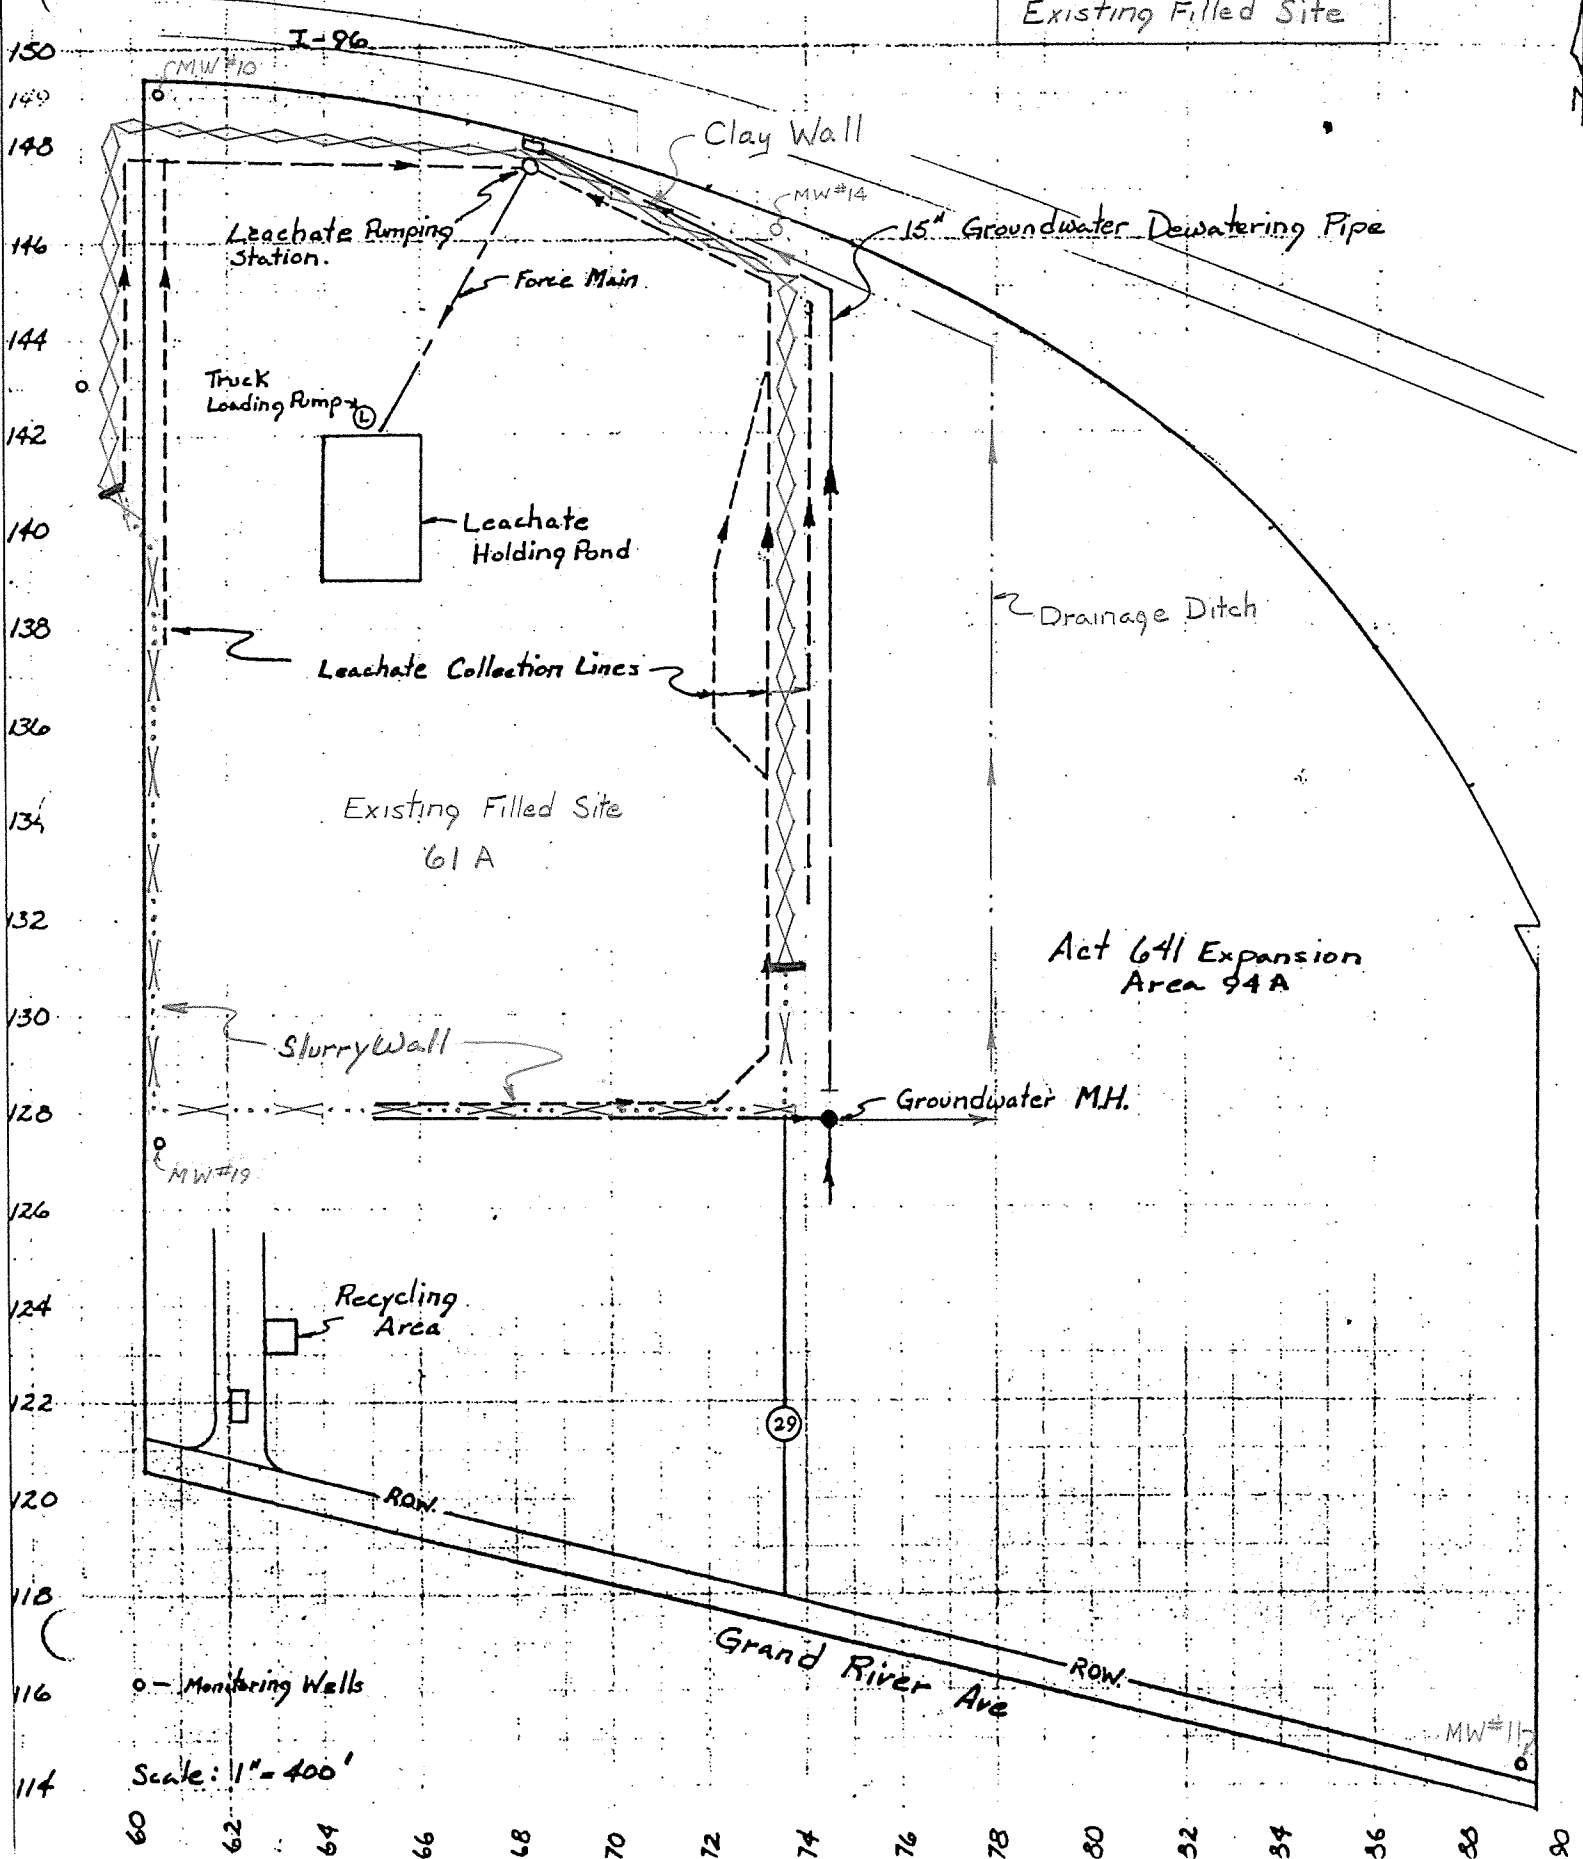 Existing Filled Site
I-96
150
MW #10
149
148
Clay Wall
MW #14
Leachate Pumping
Station.
15" Groundwater Dewatering Pipe
146
Force Main
144
Truck
Loading Pump
L
142
Leachate
Holding Pond
140
Drainage Ditch
138
Leachate Collection Lines
136
Existing Filled Site
61 A
134
132
Act 641 Expansion
Area 94 A
130
Slurry Wall
128
Groundwater M.H.
MW #19
126
Recycling
Area
124
122
29
120
R.O.W.
118
Grand River Ave
R.O.W.
116
o - Monitoring Wells
MW #11
Scale: 1" = 400'
114
60 62 64 66 68 70 72 74 76 78 80 82 84 86 88 90